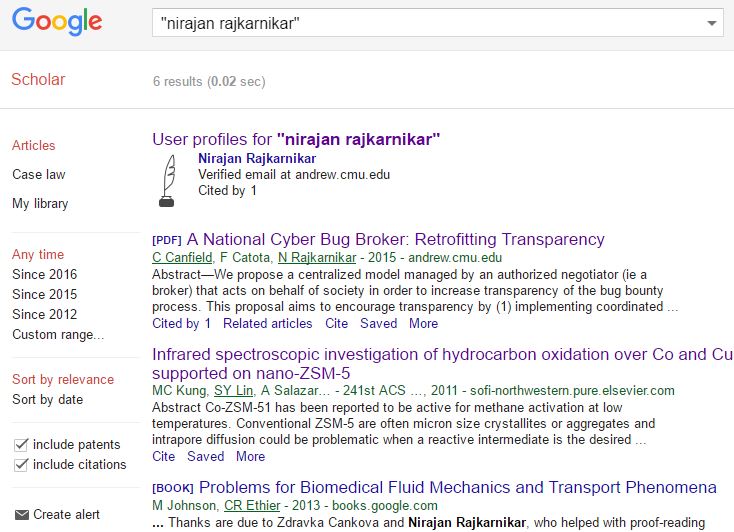 Google
"nirajan rajkarnikar"
Scholar
6 results (0.02 sec)
Articles
Case law
My library
Any time
Since 2016
Since 2015
Since 2012
Custom range...
Sort by relevance
Sort by date
include patents
include citations
Create alert
User profiles for "nirajan rajkarnikar"
Nirajan Rajkarnikar
Verified email at andrew.cmu.edu
Cited by 1
[PDF] A National Cyber Bug Broker: Retrofitting Transparency
C Canfield, F Catota, N Rajkarnikar - 2015 - andrew.cmu.edu
Abstract—We propose a centralized model managed by an authorized negotiator (ie a
broker) that acts on behalf of society in order to increase transparency of the bug bounty
process. This proposal aims to encourage transparency by (1) implementing coordinated ...
Cited by 1 Related articles Cite Saved More
Infrared spectroscopic investigation of hydrocarbon oxidation over Co and Cu
supported on nano-ZSM-5
MC Kung, SY Lin, A Salazar… - 241st ACS …, 2011 - sofi-northwestern.pure.elsevier.com
Abstract Co-ZSM-51 has been reported to be active for methane activation at low
temperatures. Conventional ZSM-5 are often micron size crystallites or aggregates and
intrapore diffusion could be problematic when a reactive intermediate is the desired ...
Cite Saved More
[BOOK] Problems for Biomedical Fluid Mechanics and Transport Phenomena
M Johnson, CR Ethier - 2013 - books.google.com
... Thanks are due to Zdravka Cankova and Nirajan Rajkarnikar, who helped with proof-reading